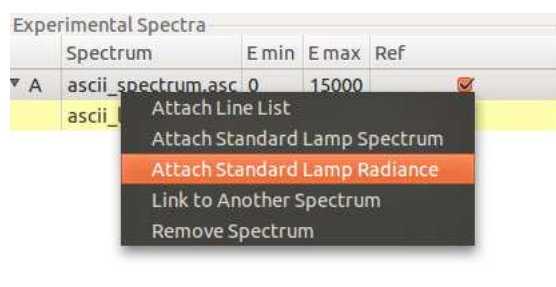 Experimental Spectra
Spectrum E min E max Ref
A ascii_spectrum.asc 0 15000
ascii_
Attach Line List
Attach Standard Lamp Spectrum
Attach Standard Lamp Radiance
Link to Another Spectrum
Remove Spectrum